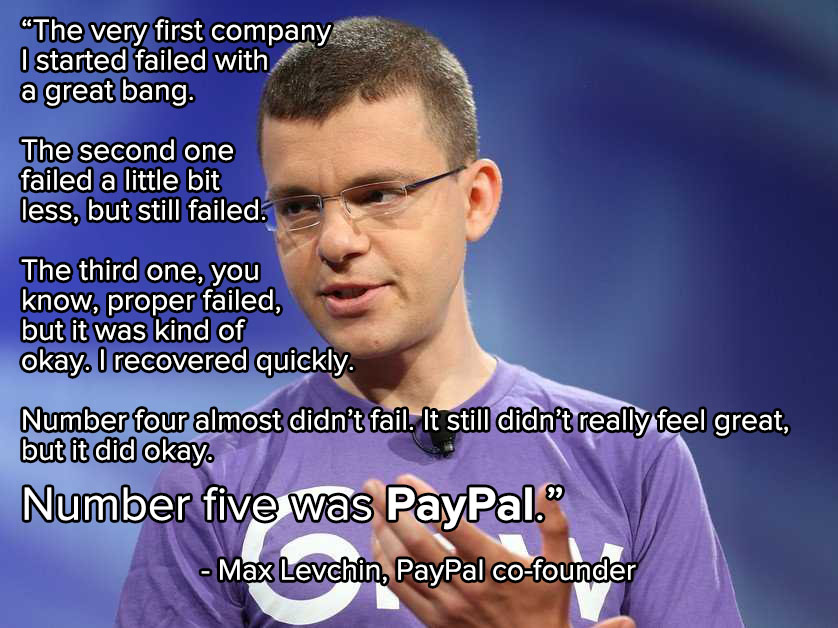 “The very first company
I started failed with
a great bang.
The second one
failed a little bit
less, but still failed.
The third one, you
know, proper failed,
but it was kind of
okay. I recovered quickly.
Number four almost didn’t fail. It still didn’t really feel great,
but it did okay.
Number five was PayPal.”
- Max Levchin, PayPal co-founder